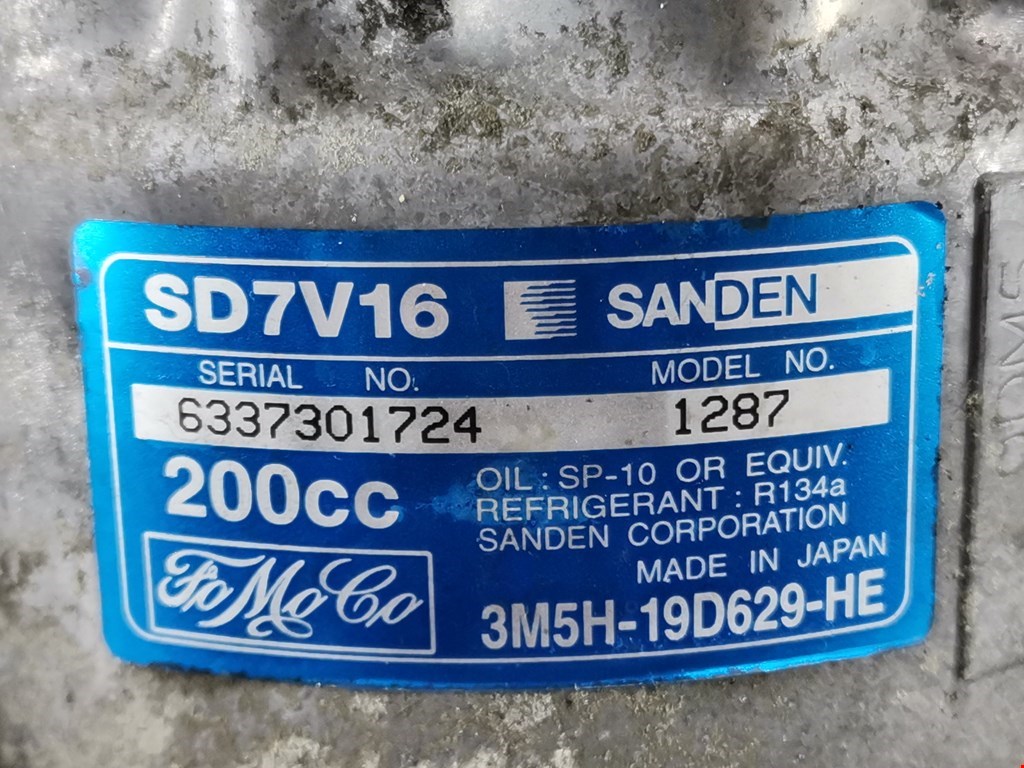 SD7V16 SANDEN
SERIAL NO. MODEL NO.
6337301724 1287
200cc
OIL : SP-10 OR EQUIV.
REFRIGERANT : R134a
SANDEN CORPORATION
MADE IN JAPAN
FoMoCo
3M5H-19D629-HE